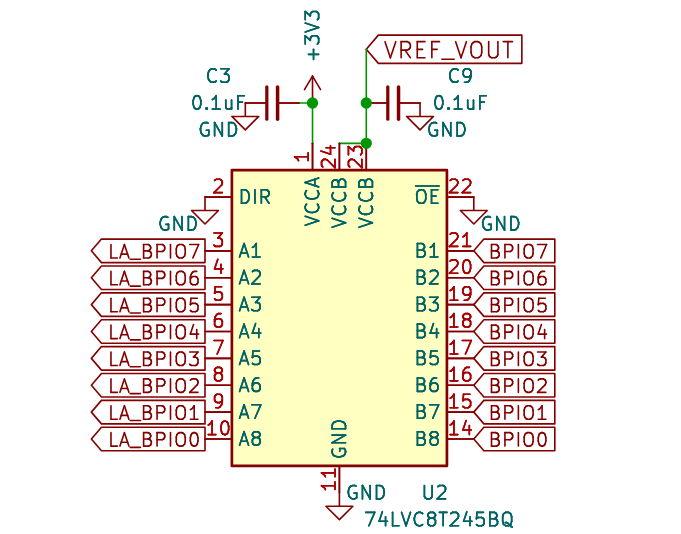 +3V3
VREF_VOUT
C3
0.1uF
GND
C9
0.1uF
GND
1
24
23
VCCA
VCCB
VCCB
2
DIR
GND
OE
22
GND
LA_BPIO7 3 A1
B1 21 BPIO7
LA_BPIO6 4 A2
B2 20 BPIO6
LA_BPIO5 5 A3
B3 19 BPIO5
LA_BPIO4 6 A4
B4 18 BPIO4
LA_BPIO3 7 A5
B5 17 BPIO3
LA_BPIO2 8 A6
B6 16 BPIO2
LA_BPIO1 9 A7
B7 15 BPIO1
LA_BPIO0 10 A8
B8 14 BPIO0
GND
11
GND
U2
74LVC8T245BQ